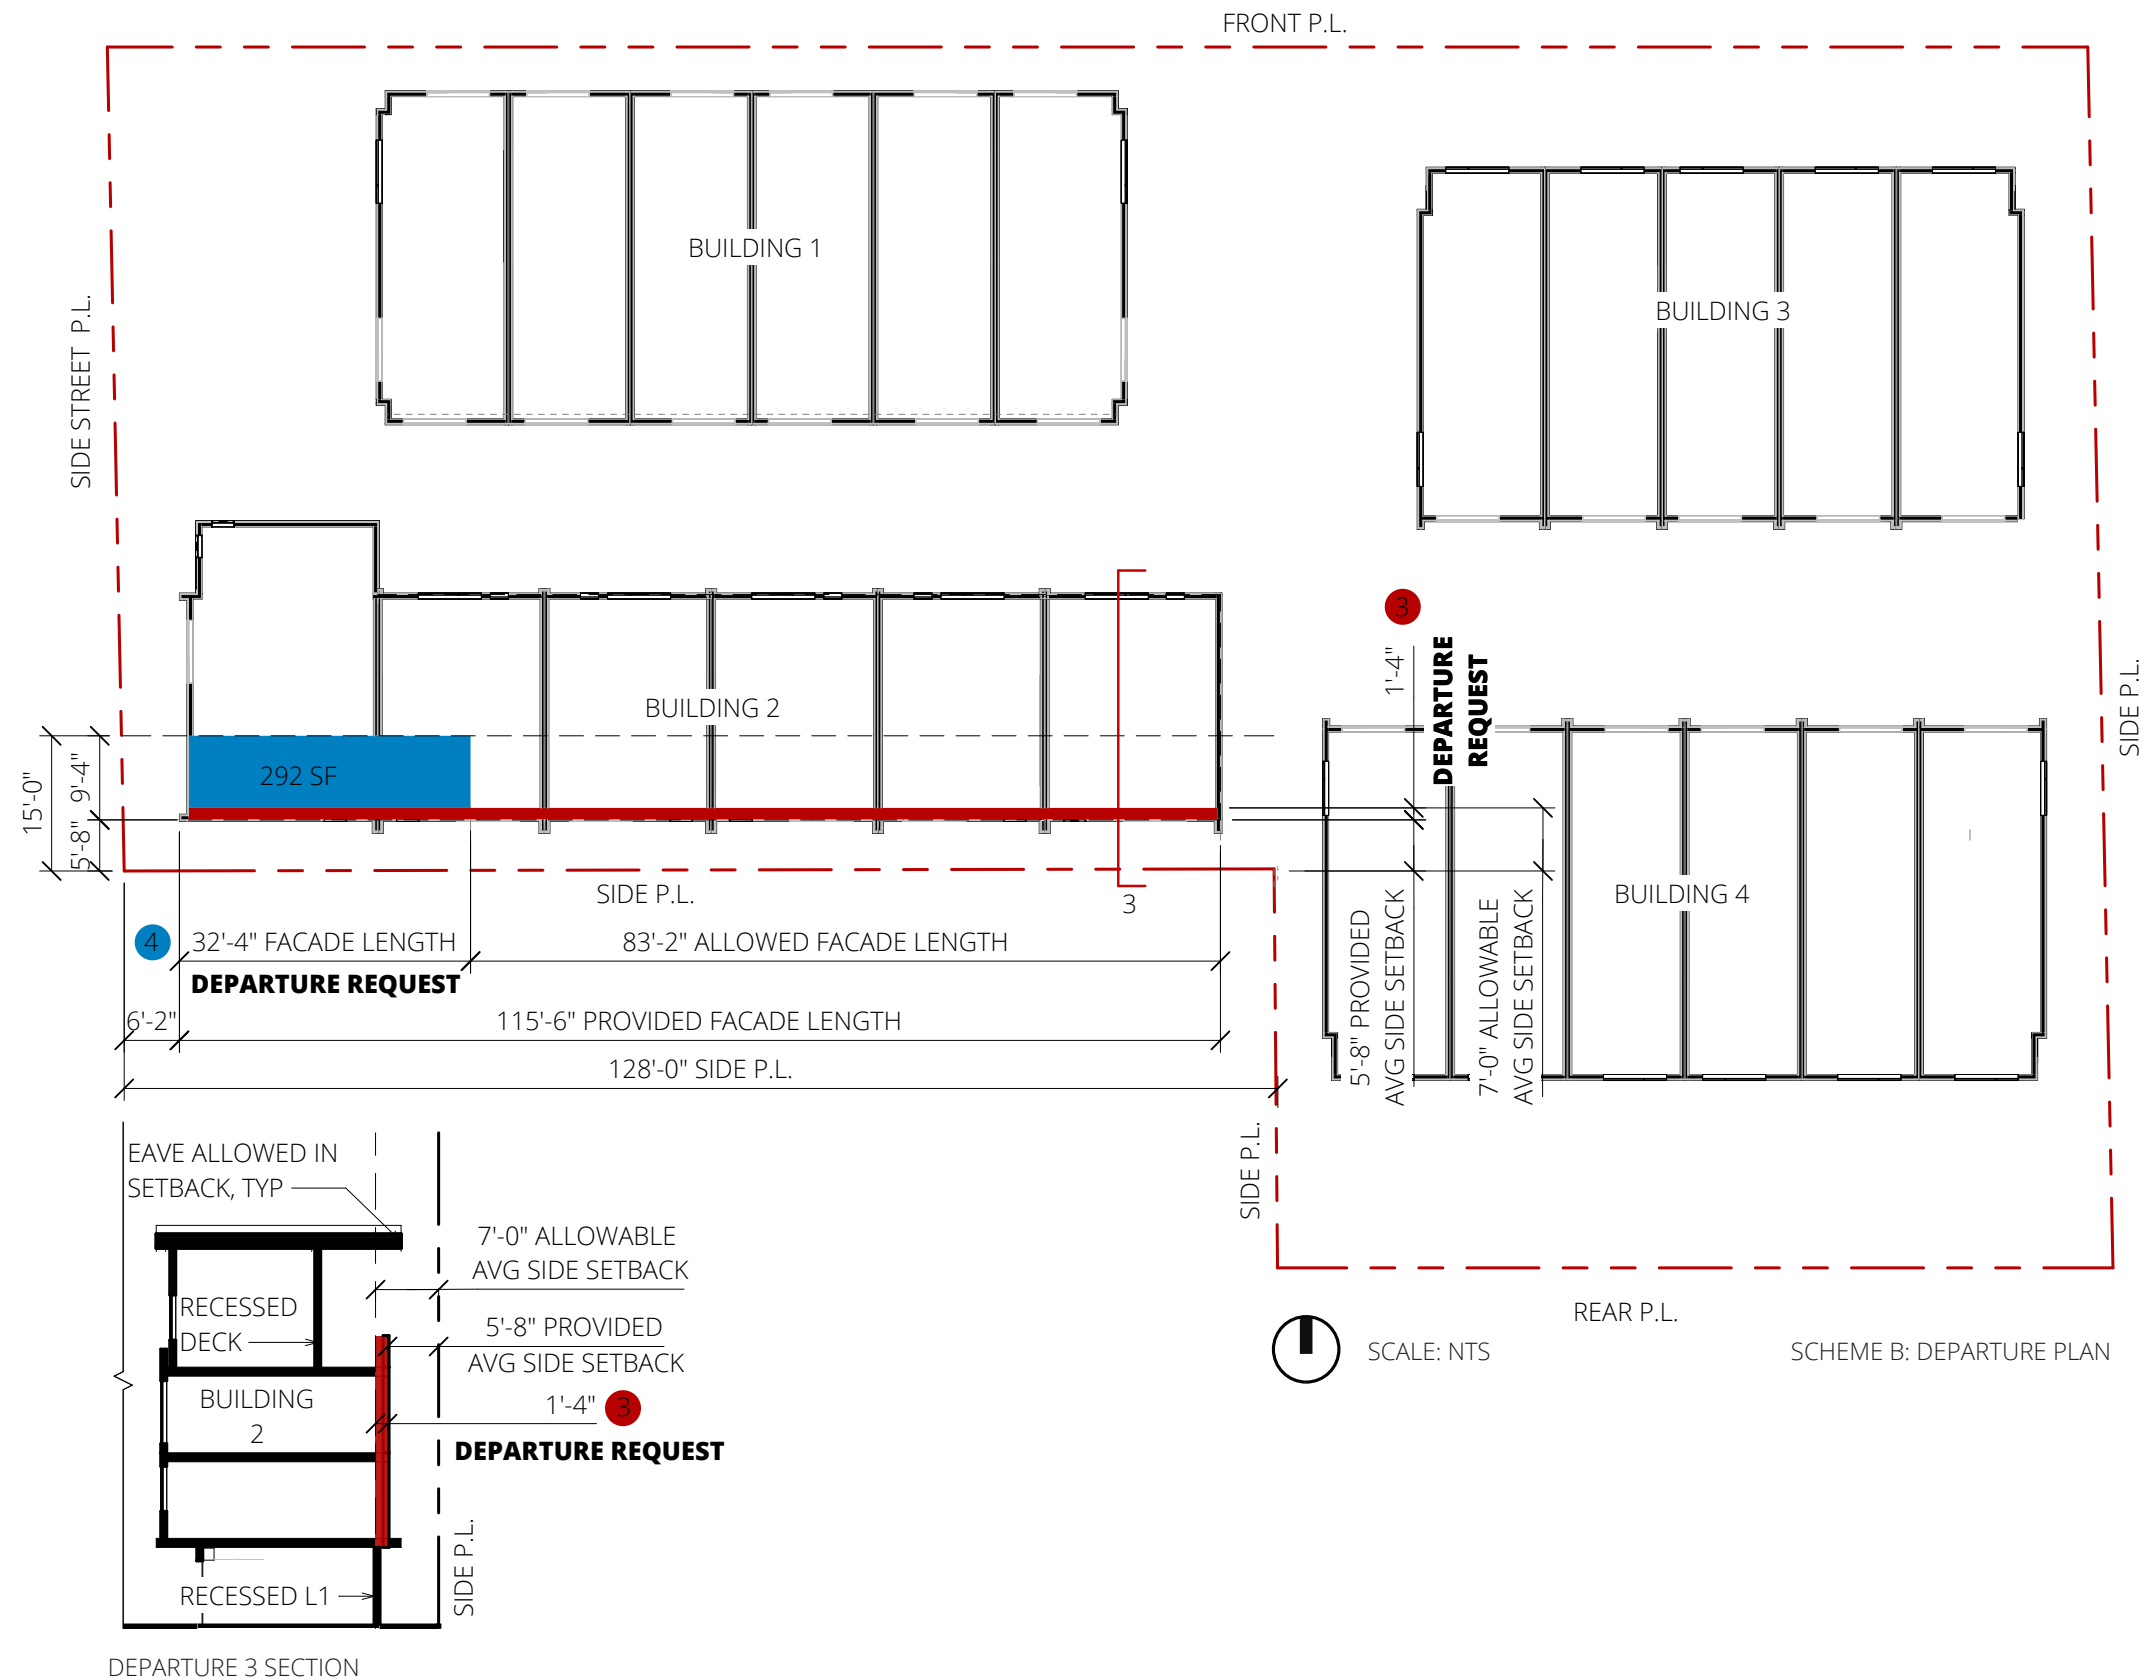 FRONT P.L.
BUILDING 1
SIDE STREET P.L.
BUILDING 3
3
1'-4"
DEPARTURE
REQUEST
SIDE P.L.
BUILDING 2
15'-0"
9'-4"
5'-8"
292 SF
BUILDING 4
SIDE P.L.
3
5'-8" PROVIDED
AVG SIDE SETBACK
7'-0" ALLOWABLE
AVG SIDE SETBACK
4
32'-4" FACADE LENGTH
83'-2" ALLOWED FACADE LENGTH
DEPARTURE REQUEST
6'-2"
115'-6" PROVIDED FACADE LENGTH
128'-0" SIDE P.L.
SIDE P.L.
EAVE ALLOWED IN
SETBACK, TYP
7'-0" ALLOWABLE
AVG SIDE SETBACK
RECESSED
DECK
5'-8" PROVIDED
AVG SIDE SETBACK
BUILDING
2
1'-4"
3
DEPARTURE REQUEST
SIDE P.L.
RECESSED L1
DEPARTURE 3 SECTION
REAR P.L.
SCALE: NTS
SCHEME B: DEPARTURE PLAN